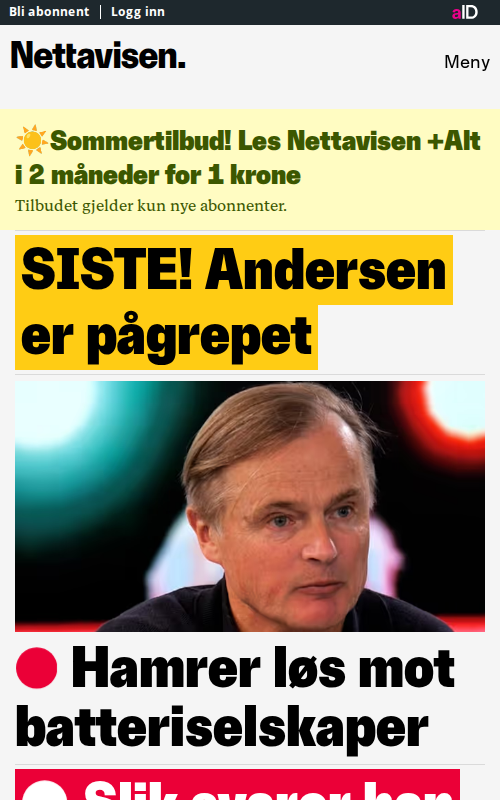 Bli abonnent Logg inn aID
Nettavisen.
Meny
Sommertilbud! Les Nettavisen +Alt
i 2 måneder for 1 krone
Tilbudet gjelder kun nye abonnenter.
SISTE! Andersen
er pågrepet
Hamrer løs mot
batteriselskaper
Slik svarer han